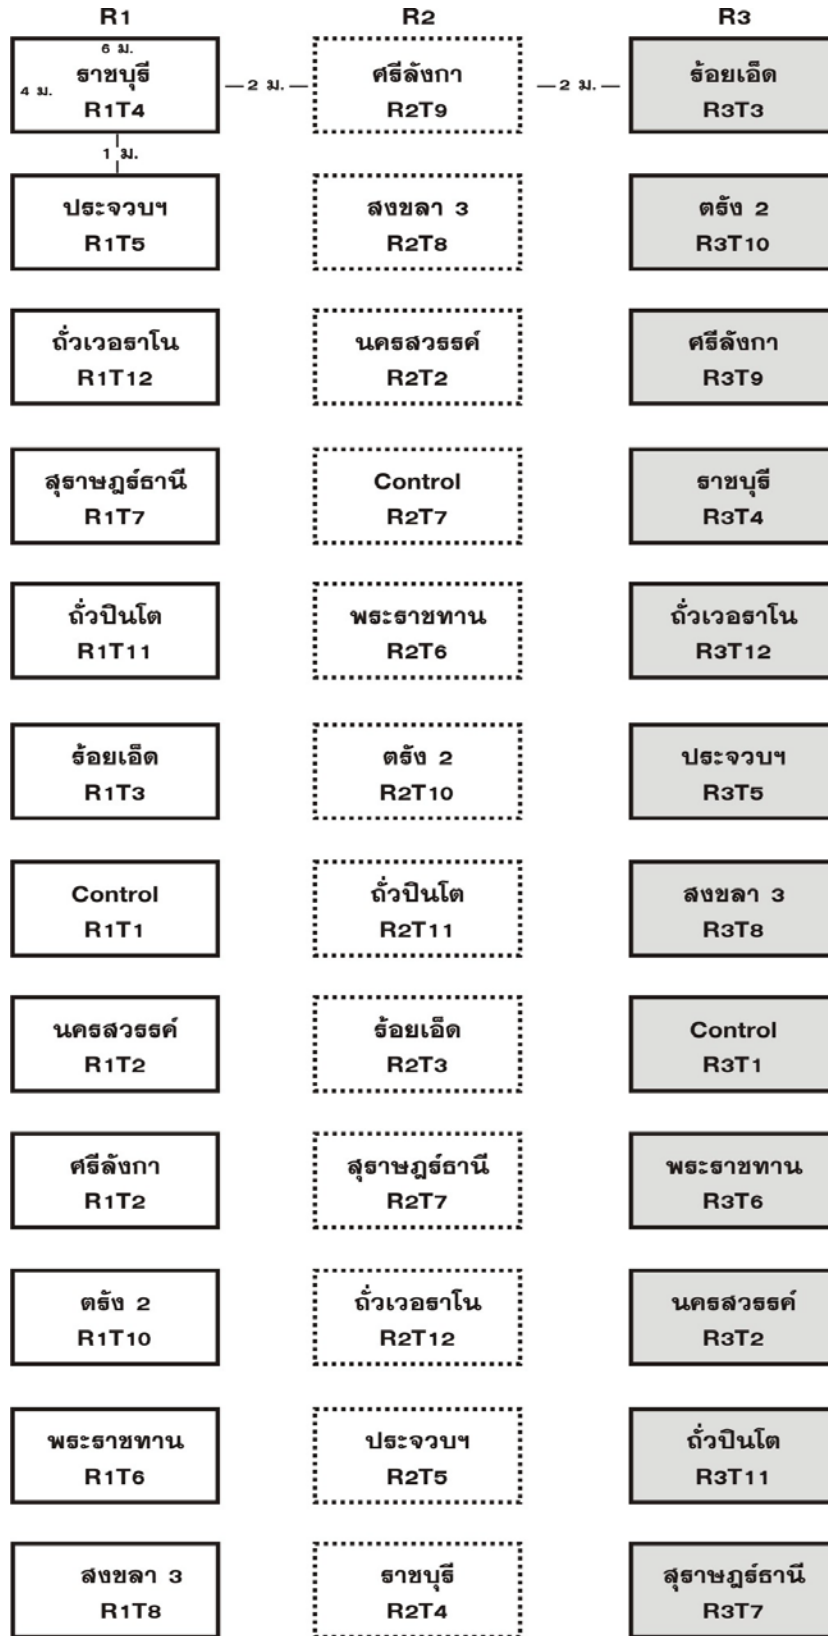 R1 R2 R3
6 ม.
ราชบุรี ศรีลังกา ร้อยเอ็ด
4 ม. 2 ม. 2 ม.
R1T4 R2T9 R3T3
1 ม.
ประจวบฯ สงขลา 3 ตรัง 2
R1T5 R2T8 R3T10
ถั่วเวอราโน นครสวรรค์ ศรีลังกา
R1T12 R2T2 R3T9
สุราษฎร์ธานี Control ราชบุรี
R1T7 R2T7 R3T4
ถั่วปินโต พระราชทาน ถั่วเวอราโน
R1T11 R2T6 R3T12
ร้อยเอ็ด ตรัง 2 ประจวบฯ
R1T3 R2T10 R3T5
Control ถั่วปินโต สงขลา 3
R1T1 R2T11 R3T8
นครสวรรค์ ร้อยเอ็ด Control
R1T2 R2T3 R3T1
ศรีลังกา สุราษฎร์ธานี พระราชทาน
R1T2 R2T7 R3T6
ตรัง 2 ถั่วเวอราโน นครสวรรค์
R1T10 R2T12 R3T2
พระราชทาน ประจวบฯ ถั่วปินโต
R1T6 R2T5 R3T11
สงขลา 3 ราชบุรี สุราษฎร์ธานี
R1T8 R2T4 R3T7